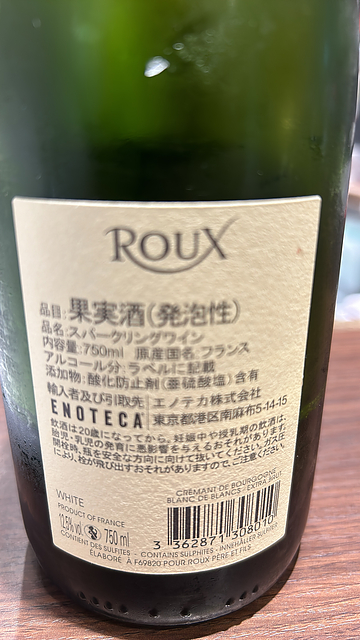 ROUX
品目:果実酒(発泡性)
品名:スパークリングワイン
内容量:750ml 原産国名:フランス
アルコール分:ラベルに記載
添加物:酸化防止剤(亜硫酸塩)含有
輸入者及び引取先 エノテカ株式会社
ENOTECA 東京都港区南麻布5-14-15
飲酒は20歳になってから。妊娠中や授乳期の飲酒は、
胎児・乳児の発育に悪影響を与えるおそれがあります。
開栓時、瓶を安全な方向に向けて抜いてください。ガス圧
により、栓が飛び出すおそれがありますので、ご注意ください。
CRÉMANT DE BOURGOGNE
BLANC DE BLANCS - EXTRA BRUT
WHITE
PRODUCT OF FRANCE
12,5% vol 750 ml
3 362871 308010
CONTIENT DES SULFITES - CONTAINS SULPHITES - INNEHÅLLER SULFITER
ÉLABORÉ À F69820 POUR ROUX PÈRE ET FILS